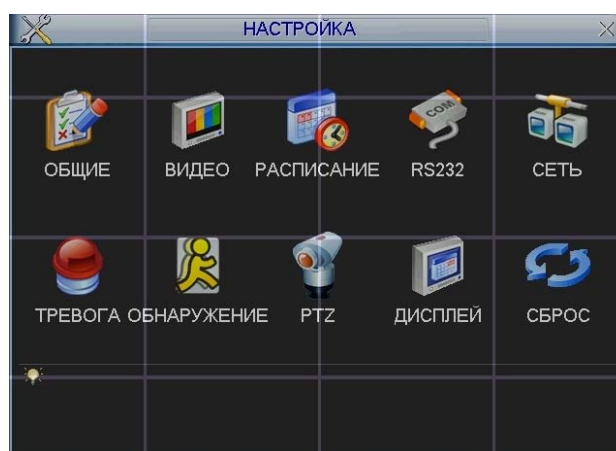 НАСТРОЙКА
ОБЩИЕ ВИДЕО РАСПИСАНИЕ COM RS232 СЕТЬ
ТРЕВОГА ОБНАРУЖЕНИЕ PTZ ДИСПЛЕЙ СБРОС